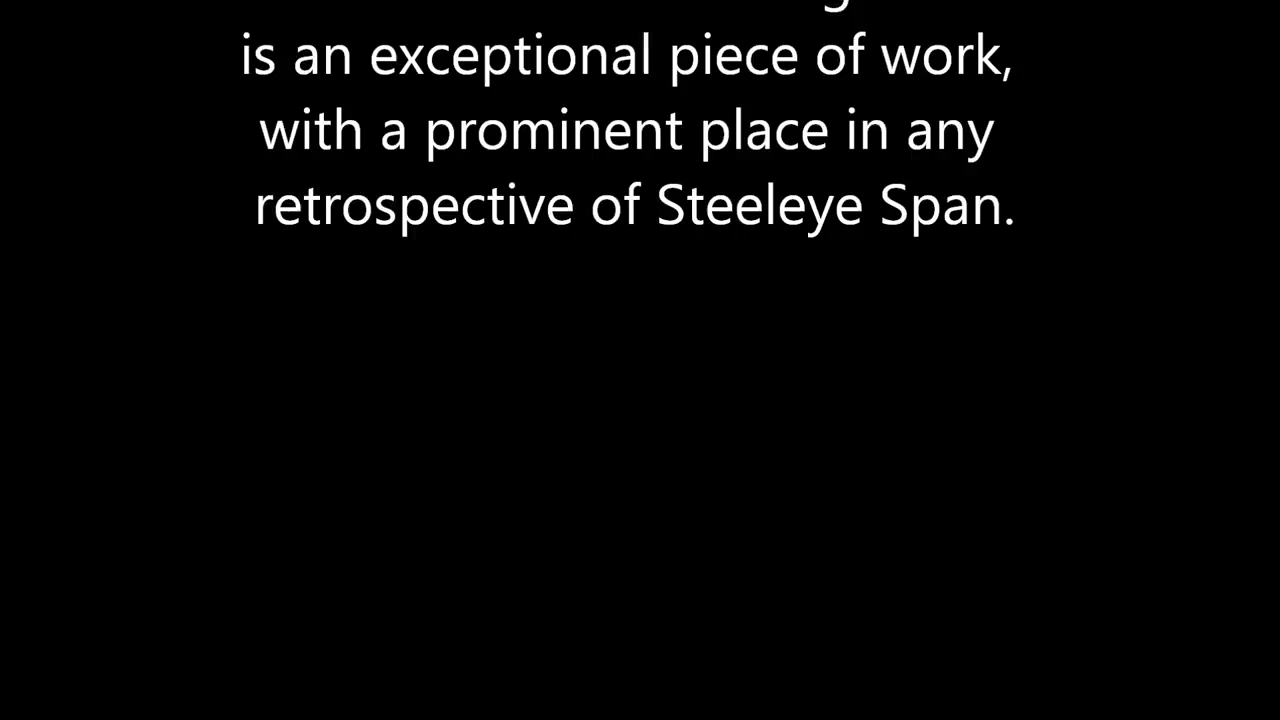 is an exceptional piece of work,
with a prominent place in any
retrospective of Steeleye Span.